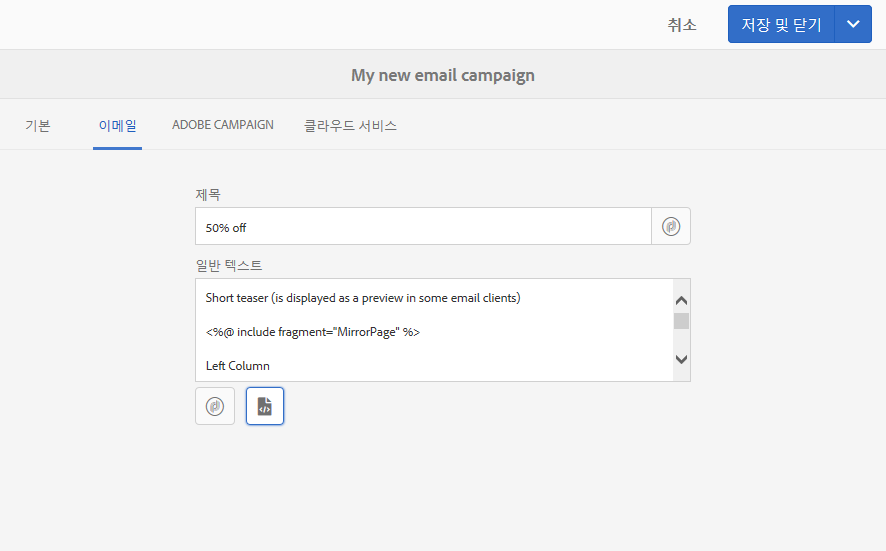 취소
저장 및 닫기
My new email campaign
기본
이메일
ADOBE CAMPAIGN
클라우드 서비스
제목
50% off
일반 텍스트
Short teaser (is displayed as a preview in some email clients)
<%@ include fragment="MirrorPage" %>
Left Column